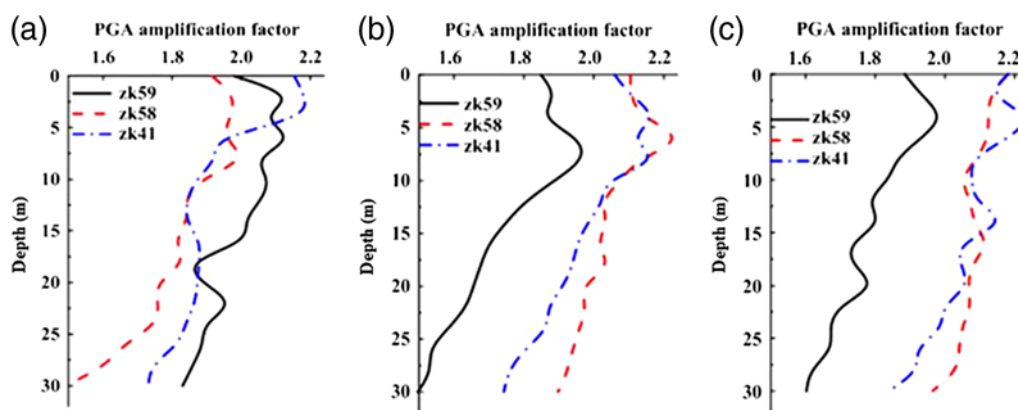 (a)
PGA amplification factor
1.6 1.8 2.0 2.2
0
5
10
15
20
25
30
Depth (m)
zk59
zk58
zk41
(b)
PGA amplification factor
1.6 1.8 2.0 2.2
0
5
10
15
20
25
30
Depth (m)
zk59
zk58
zk41
(c)
PGA amplification factor
1.6 1.8 2.0 2.2
0
5
10
15
20
25
30
Depth (m)
zk59
zk58
zk41